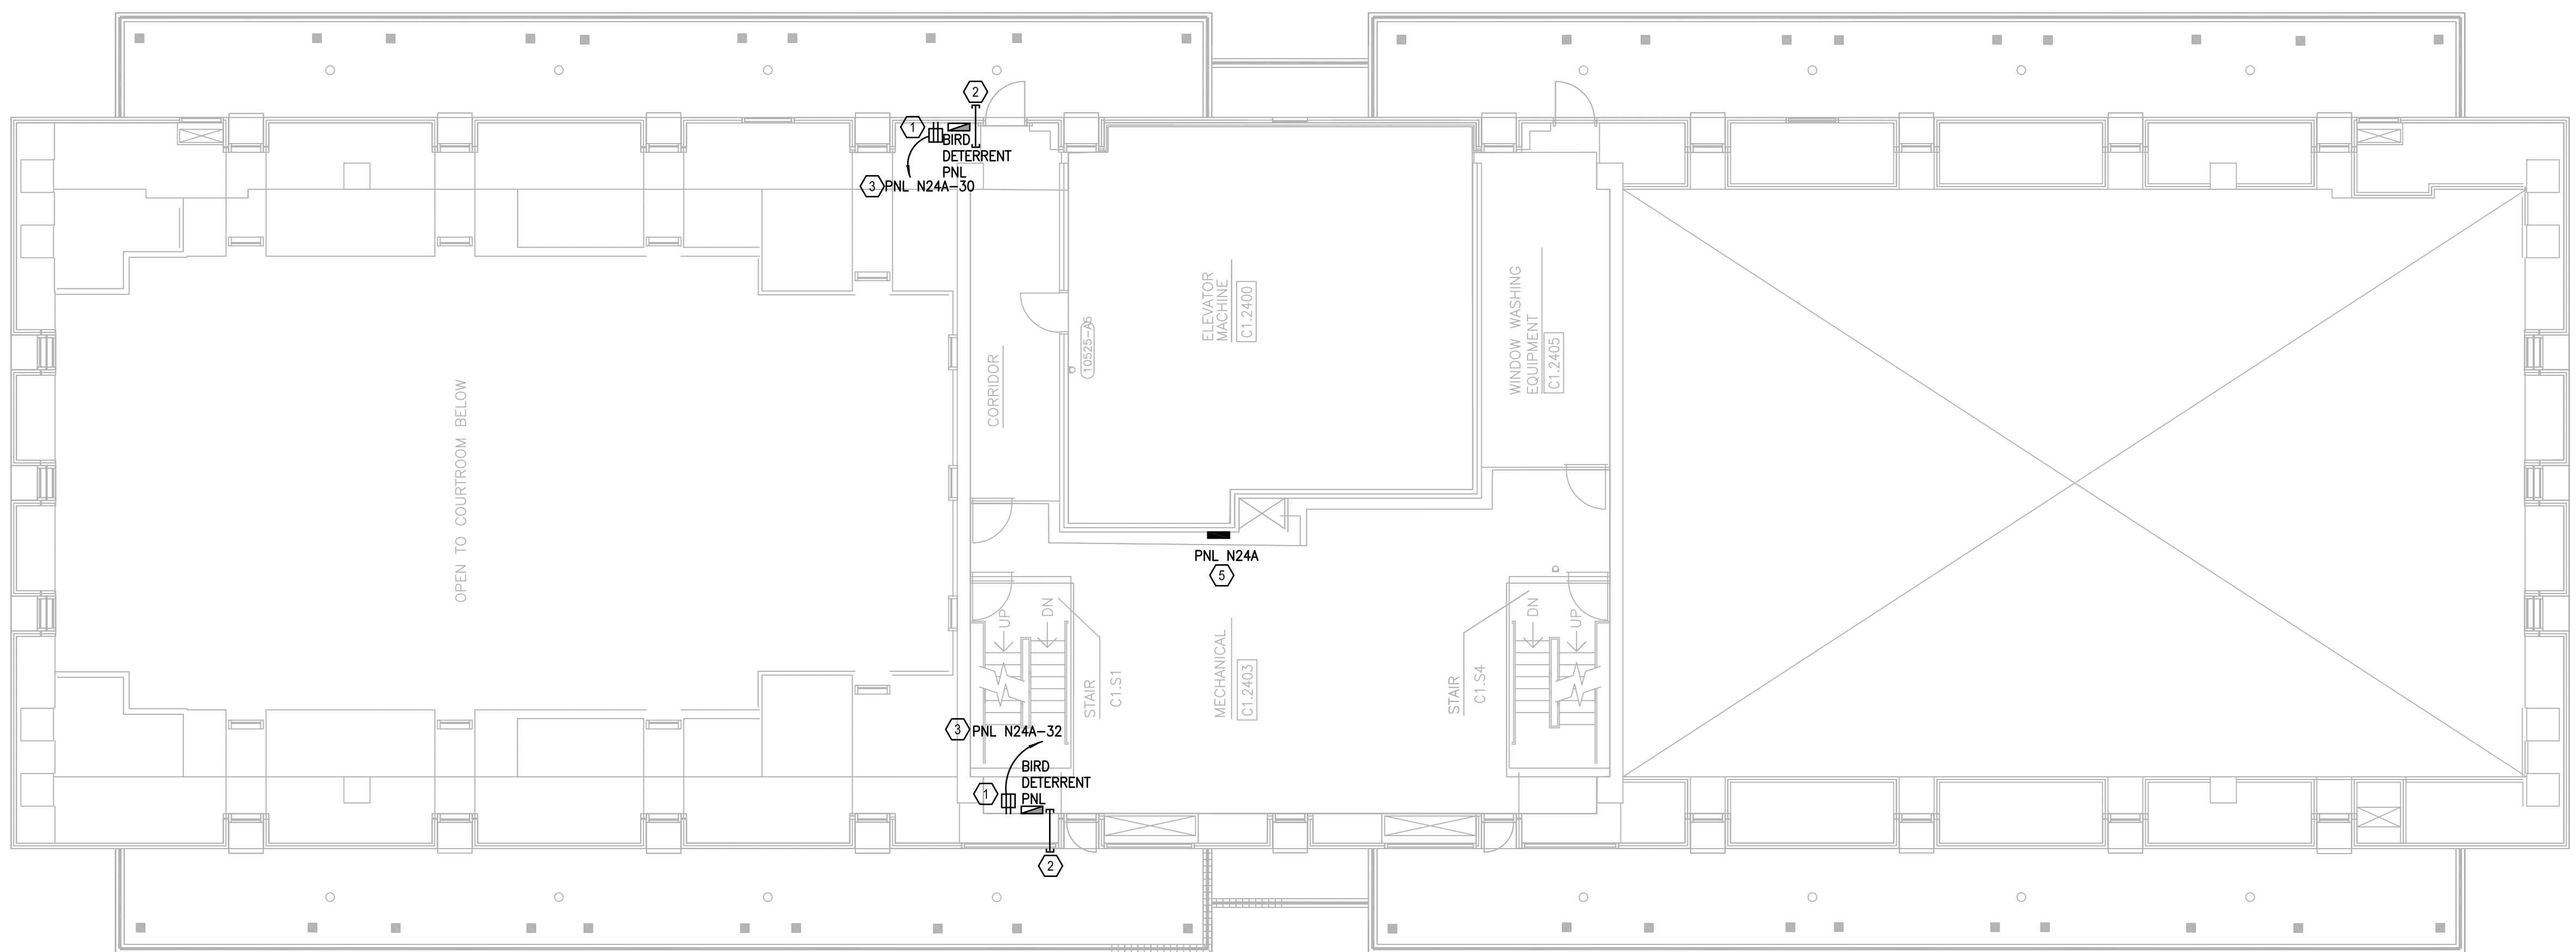 2
1
BIRD
DETERRENT
PNL
3
PNL N24A-30
ELEVATOR
MACHINE
C1.2400
10525-A5
WINDOW WASHING
EQUIPMENT
C1.2405
CORRIDOR
OPEN TO COURTROOM BELOW
PNL N24A
5
UP
DN
STAIR
C1.S1
MECHANICAL
C1.2403
STAIR
C1.S4
DN
UP
3
PNL N24A-32
BIRD
DETERRENT
PNL
1
2